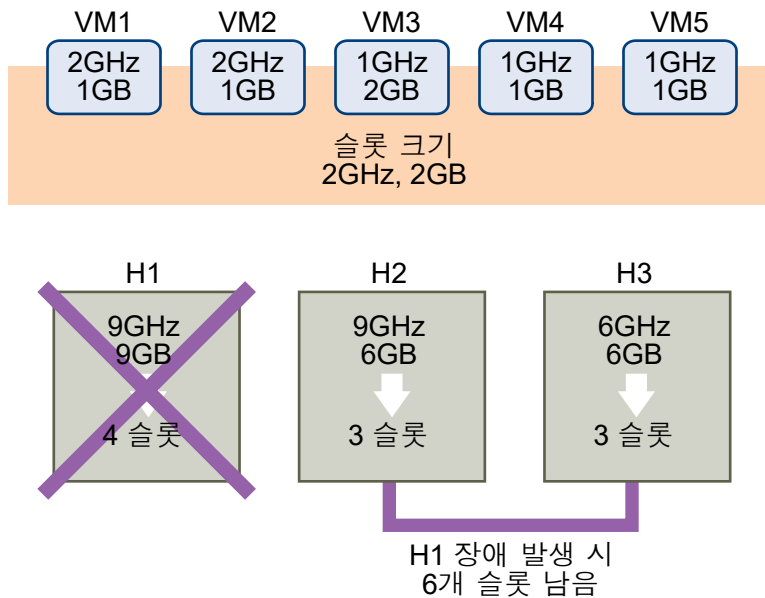 VM1 VM2 VM3 VM4 VM5
2GHz 2GHz 1GHz 1GHz 1GHz
1GB 1GB 2GB 1GB 1GB
슬롯 크기
2GHz, 2GB
H1 H2 H3
9GHz 9GHz 6GHz
9GB 6GB 6GB
4 슬롯 3 슬롯 3 슬롯
H1 장애 발생 시
6개 슬롯 남음